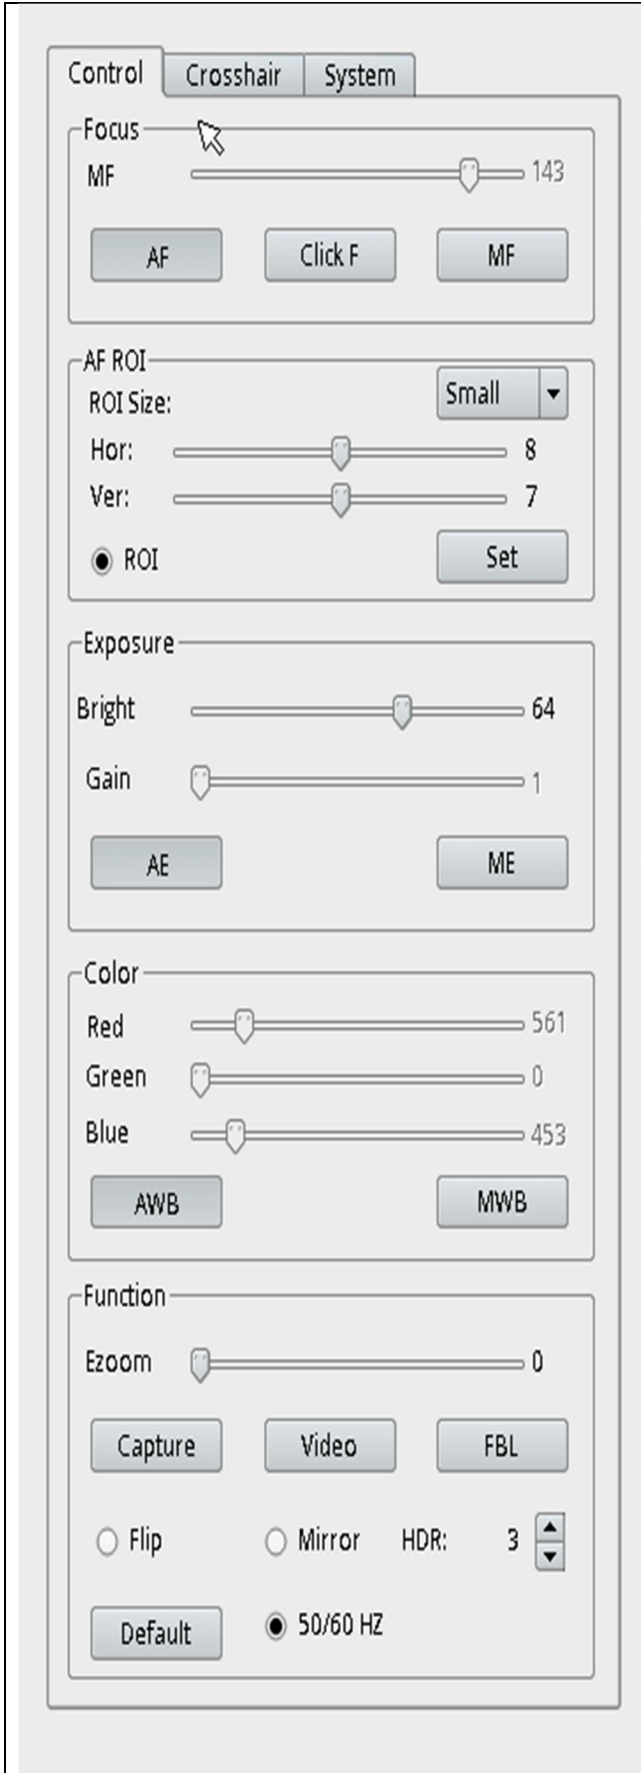 Control Crosshair System
Focus
MF 143
AF Click F MF
AF ROI
ROI Size: Small
Hor: 8
Ver: 7
ROI Set
Exposure
Bright 64
Gain 1
AE ME
Color
Red 561
Green 0
Blue 453
AWB MWB
Function
Ezoom 0
Capture Video FBL
Flip Mirror HDR: 3
Default 50/60 HZ